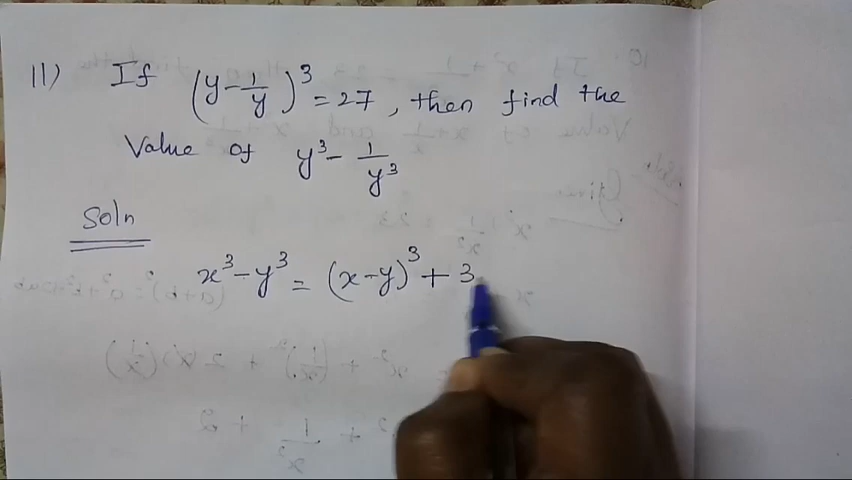 11) If (y - 1/y)³ = 27, then find the
Value of y³ - 1/y³
Soln
x³ - y³ = (x - y)³ + 3